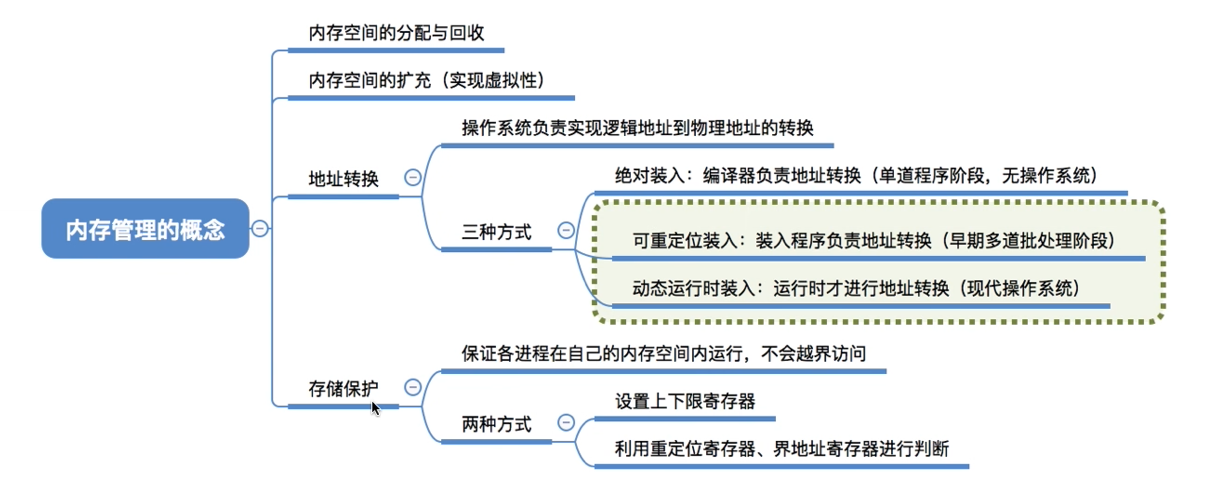 内存空间的分配与回收
内存空间的扩充（实现虚拟性）
操作系统负责实现逻辑地址到物理地址的转换
地址转换
绝对装入：编译器负责地址转换（单道程序阶段，无操作系统）
三种方式
内存管理的概念
可重定位装入：装入程序负责地址转换（早期多道批处理阶段）
动态运行时装入：运行时才进行地址转换（现代操作系统）
保证各进程在自己的内存空间内运行，不会越界访问
存储保护
设置上下限寄存器
两种方式
利用重定位寄存器、界地址寄存器进行判断